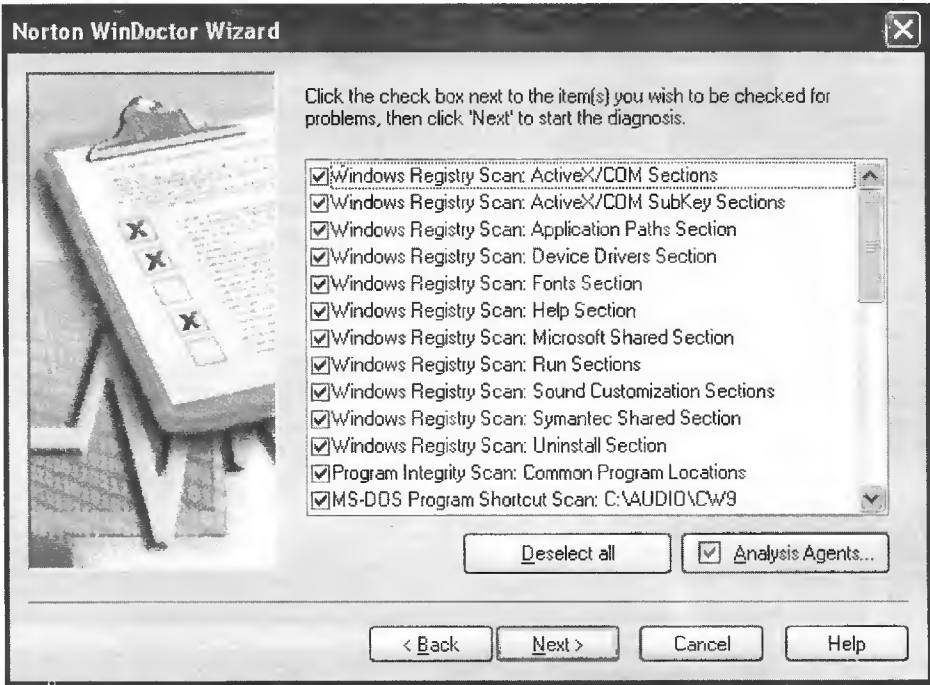 Norton WinDoctor Wizard
Click the check box next to the item(s) you wish to be checked for
problems, then click 'Next' to start the diagnosis.
Windows Registry Scan: ActiveX/COM Sections
Windows Registry Scan: ActiveX/COM SubKey Sections
Windows Registry Scan: Application Paths Section
Windows Registry Scan: Device Drivers Section
Windows Registry Scan: Fonts Section
Windows Registry Scan: Help Section
Windows Registry Scan: Microsoft Shared Section
Windows Registry Scan: Run Sections
Windows Registry Scan: Sound Customization Sections
Windows Registry Scan: Symantec Shared Section
Windows Registry Scan: Uninstall Section
Program Integrity Scan: Common Program Locations
MS-DOS Program Shortcut Scan: C:\AUDIO\CW9
Deselect all
Analysis Agents...
< Back
Next >
Cancel
Help